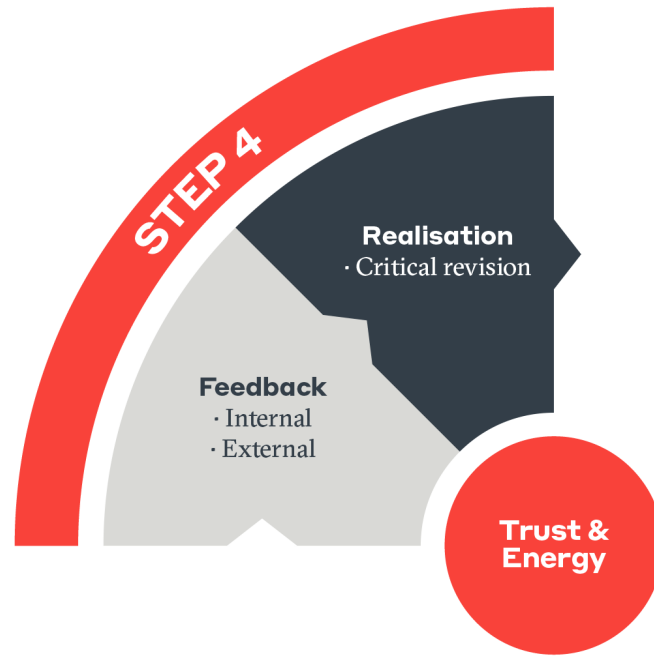 STEP 4
Realisation
· Critical revision
Feedback
· Internal
· External
Trust &
Energy